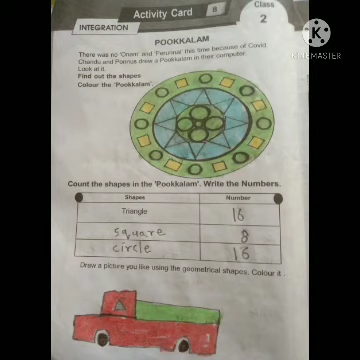 Activity Card
8
Class
2
INTEGRATION
KINEMASTER
POOKKALAM
There was no 'Onam' and 'Perunnal' this time because of Covid.
Chandu and Ponnus drew a Pookkalam in their computer.
Look at it.
Find out the shapes
Colour the 'Pookkalam'.
Count the shapes in the 'Pookkalam'. Write the Numbers.
Shapes Number
Triangle 16
square 8
circle 16
Draw a picture you like using the geometrical shapes. Colour it.